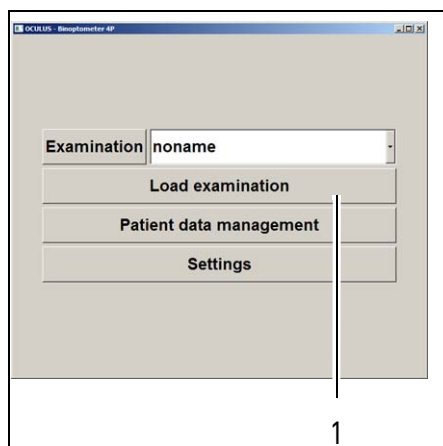 OCULUS - Binoptometer 4P
Examination noname
Load examination
Patient data management
Settings
1